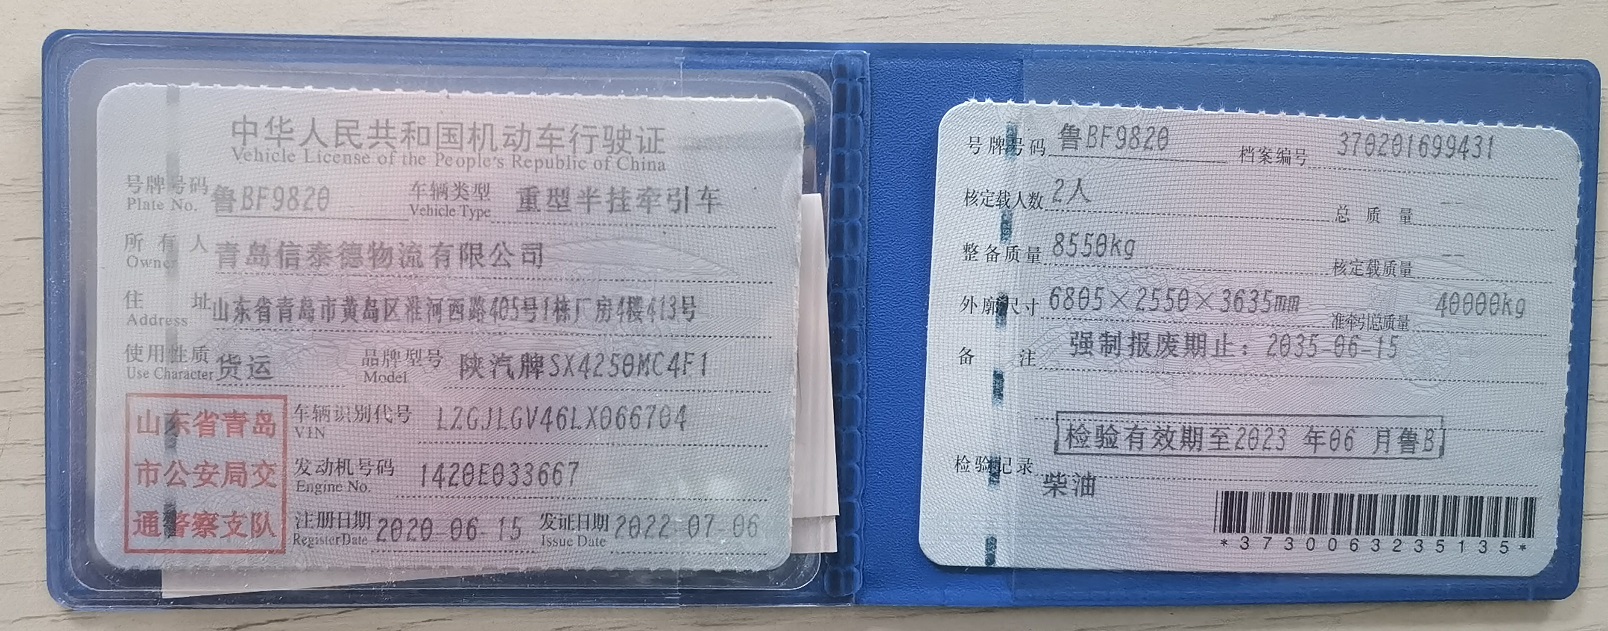 中华人民共和国机动车行驶证
Vehicle License of the People's Republic of China
号牌号码 鲁BF9820 车辆类型 重型半挂牵引车
Plate No. Vehicle Type
所有人 青岛信泰德物流有限公司
Owner
住址 山东省青岛市黄岛区淮河西路405号1栋厂房4楼413号
Address
使用性质 货运 品牌型号 陕汽牌SX4250MC4F1
Use Character Model
山东省青岛
市公安局交
通警察支队
车辆识别代号 LZGJLGV46LX066704
VIN
发动机号码 1420E033667
Engine No.
注册日期 2020-06-15 发证日期 2022-07-06
Register Date Issue Date
号牌号码 鲁BF9820 档案编号 370201699431
核定载人数 2人 总质量 --
整备质量 8550kg 核定载质量 --
外廓尺寸 6805×2550×3635mm 准牵引总质量 40000kg
备注 强制报废期止：2035-06-15
检验有效期至2023 年06 月鲁B
检验记录
柴油
*3730063235135*